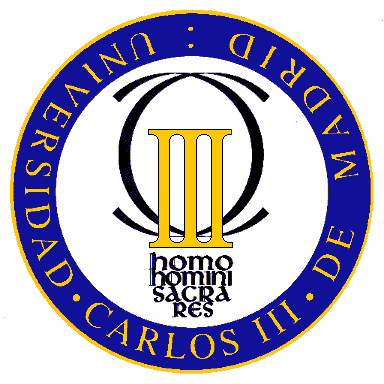 : UNIVERSIDAD · CARLOS III · DE MADRID
III
homo
homini
sacra
res